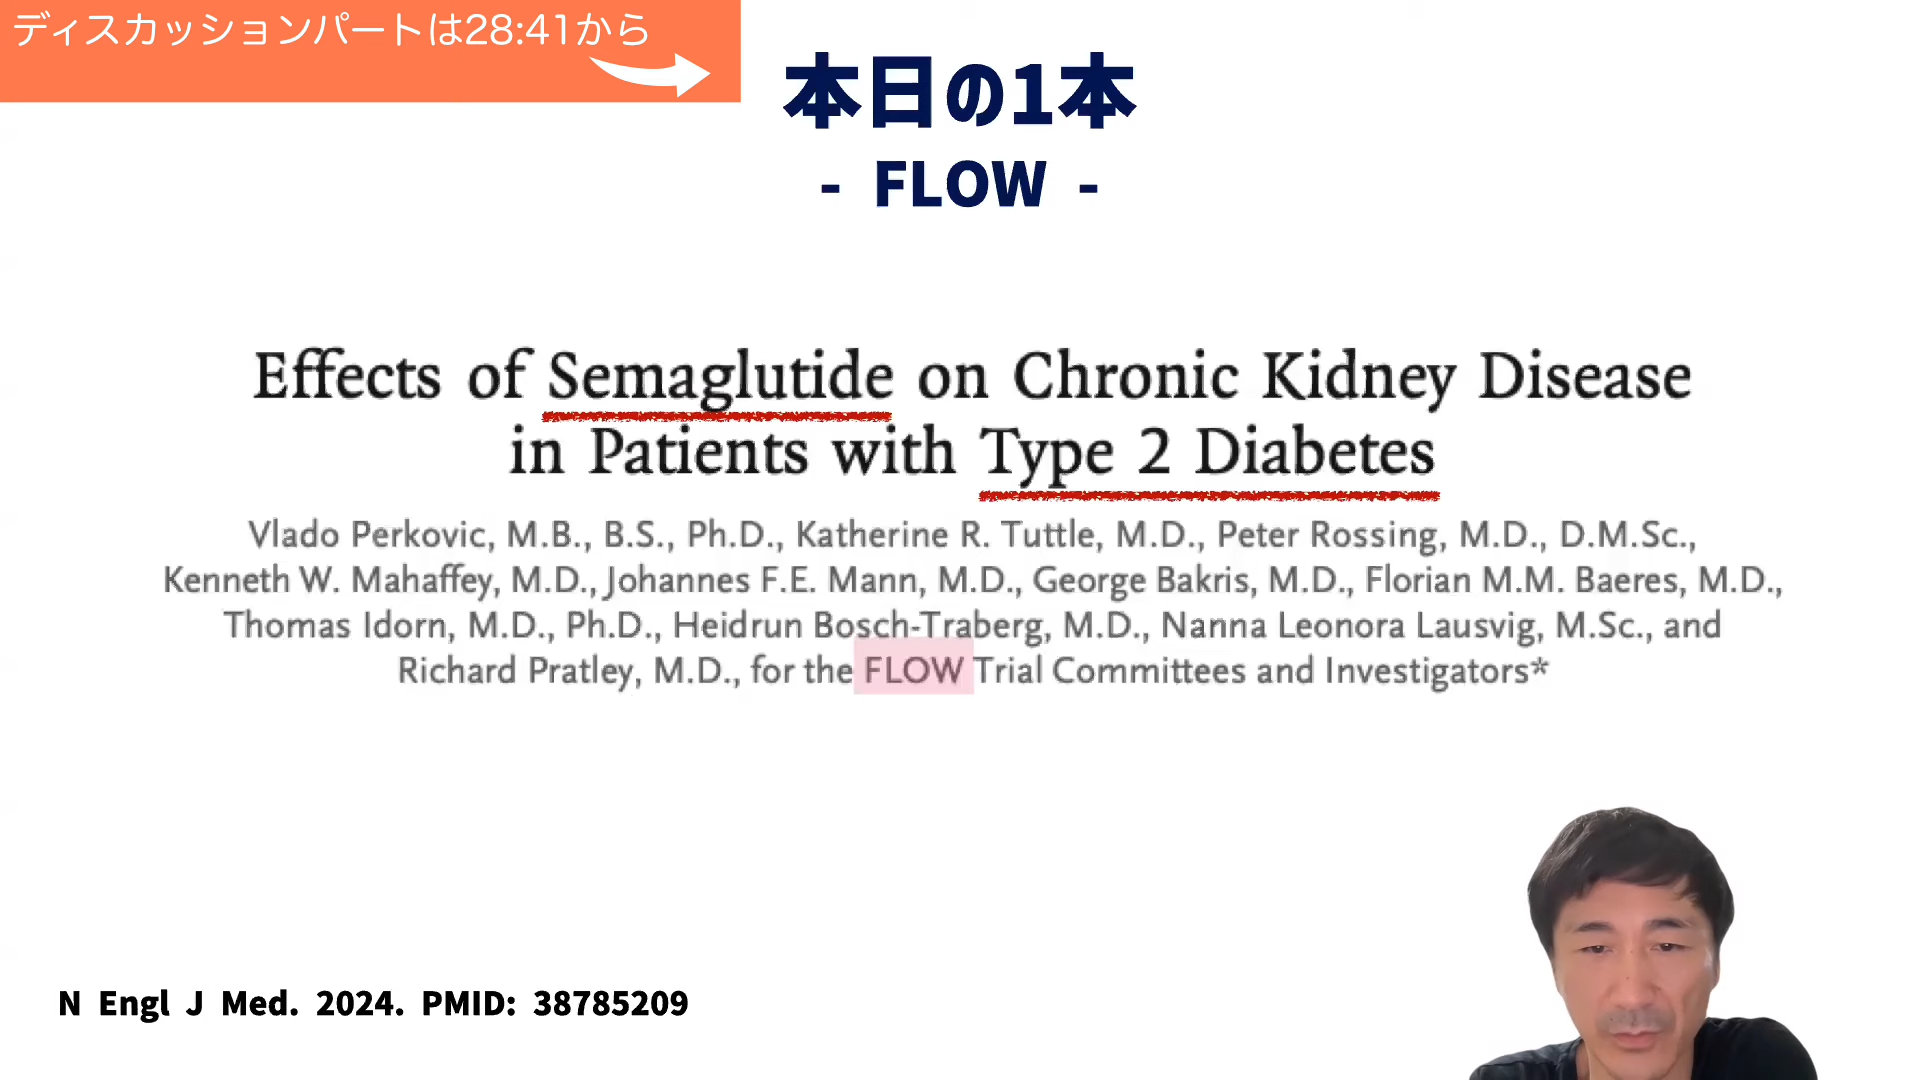 ディスカッションパートは28:41から
本日の1本
- FLOW -
Effects of Semaglutide on Chronic Kidney Disease
in Patients with Type 2 Diabetes
Vlado Perkovic, M.B., B.S., Ph.D., Katherine R. Tuttle, M.D., Peter Rossing, M.D., D.M.Sc.,
Kenneth W. Mahaffey, M.D., Johannes F.E. Mann, M.D., George Bakris, M.D., Florian M.M. Baeres, M.D.,
Thomas Idorn, M.D., Ph.D., Heidrun Bosch-Traberg, M.D., Nanna Leonora Lausvig, M.Sc., and
Richard Pratley, M.D., for the FLOW Trial Committees and Investigators*
N Engl J Med. 2024. PMID: 38785209